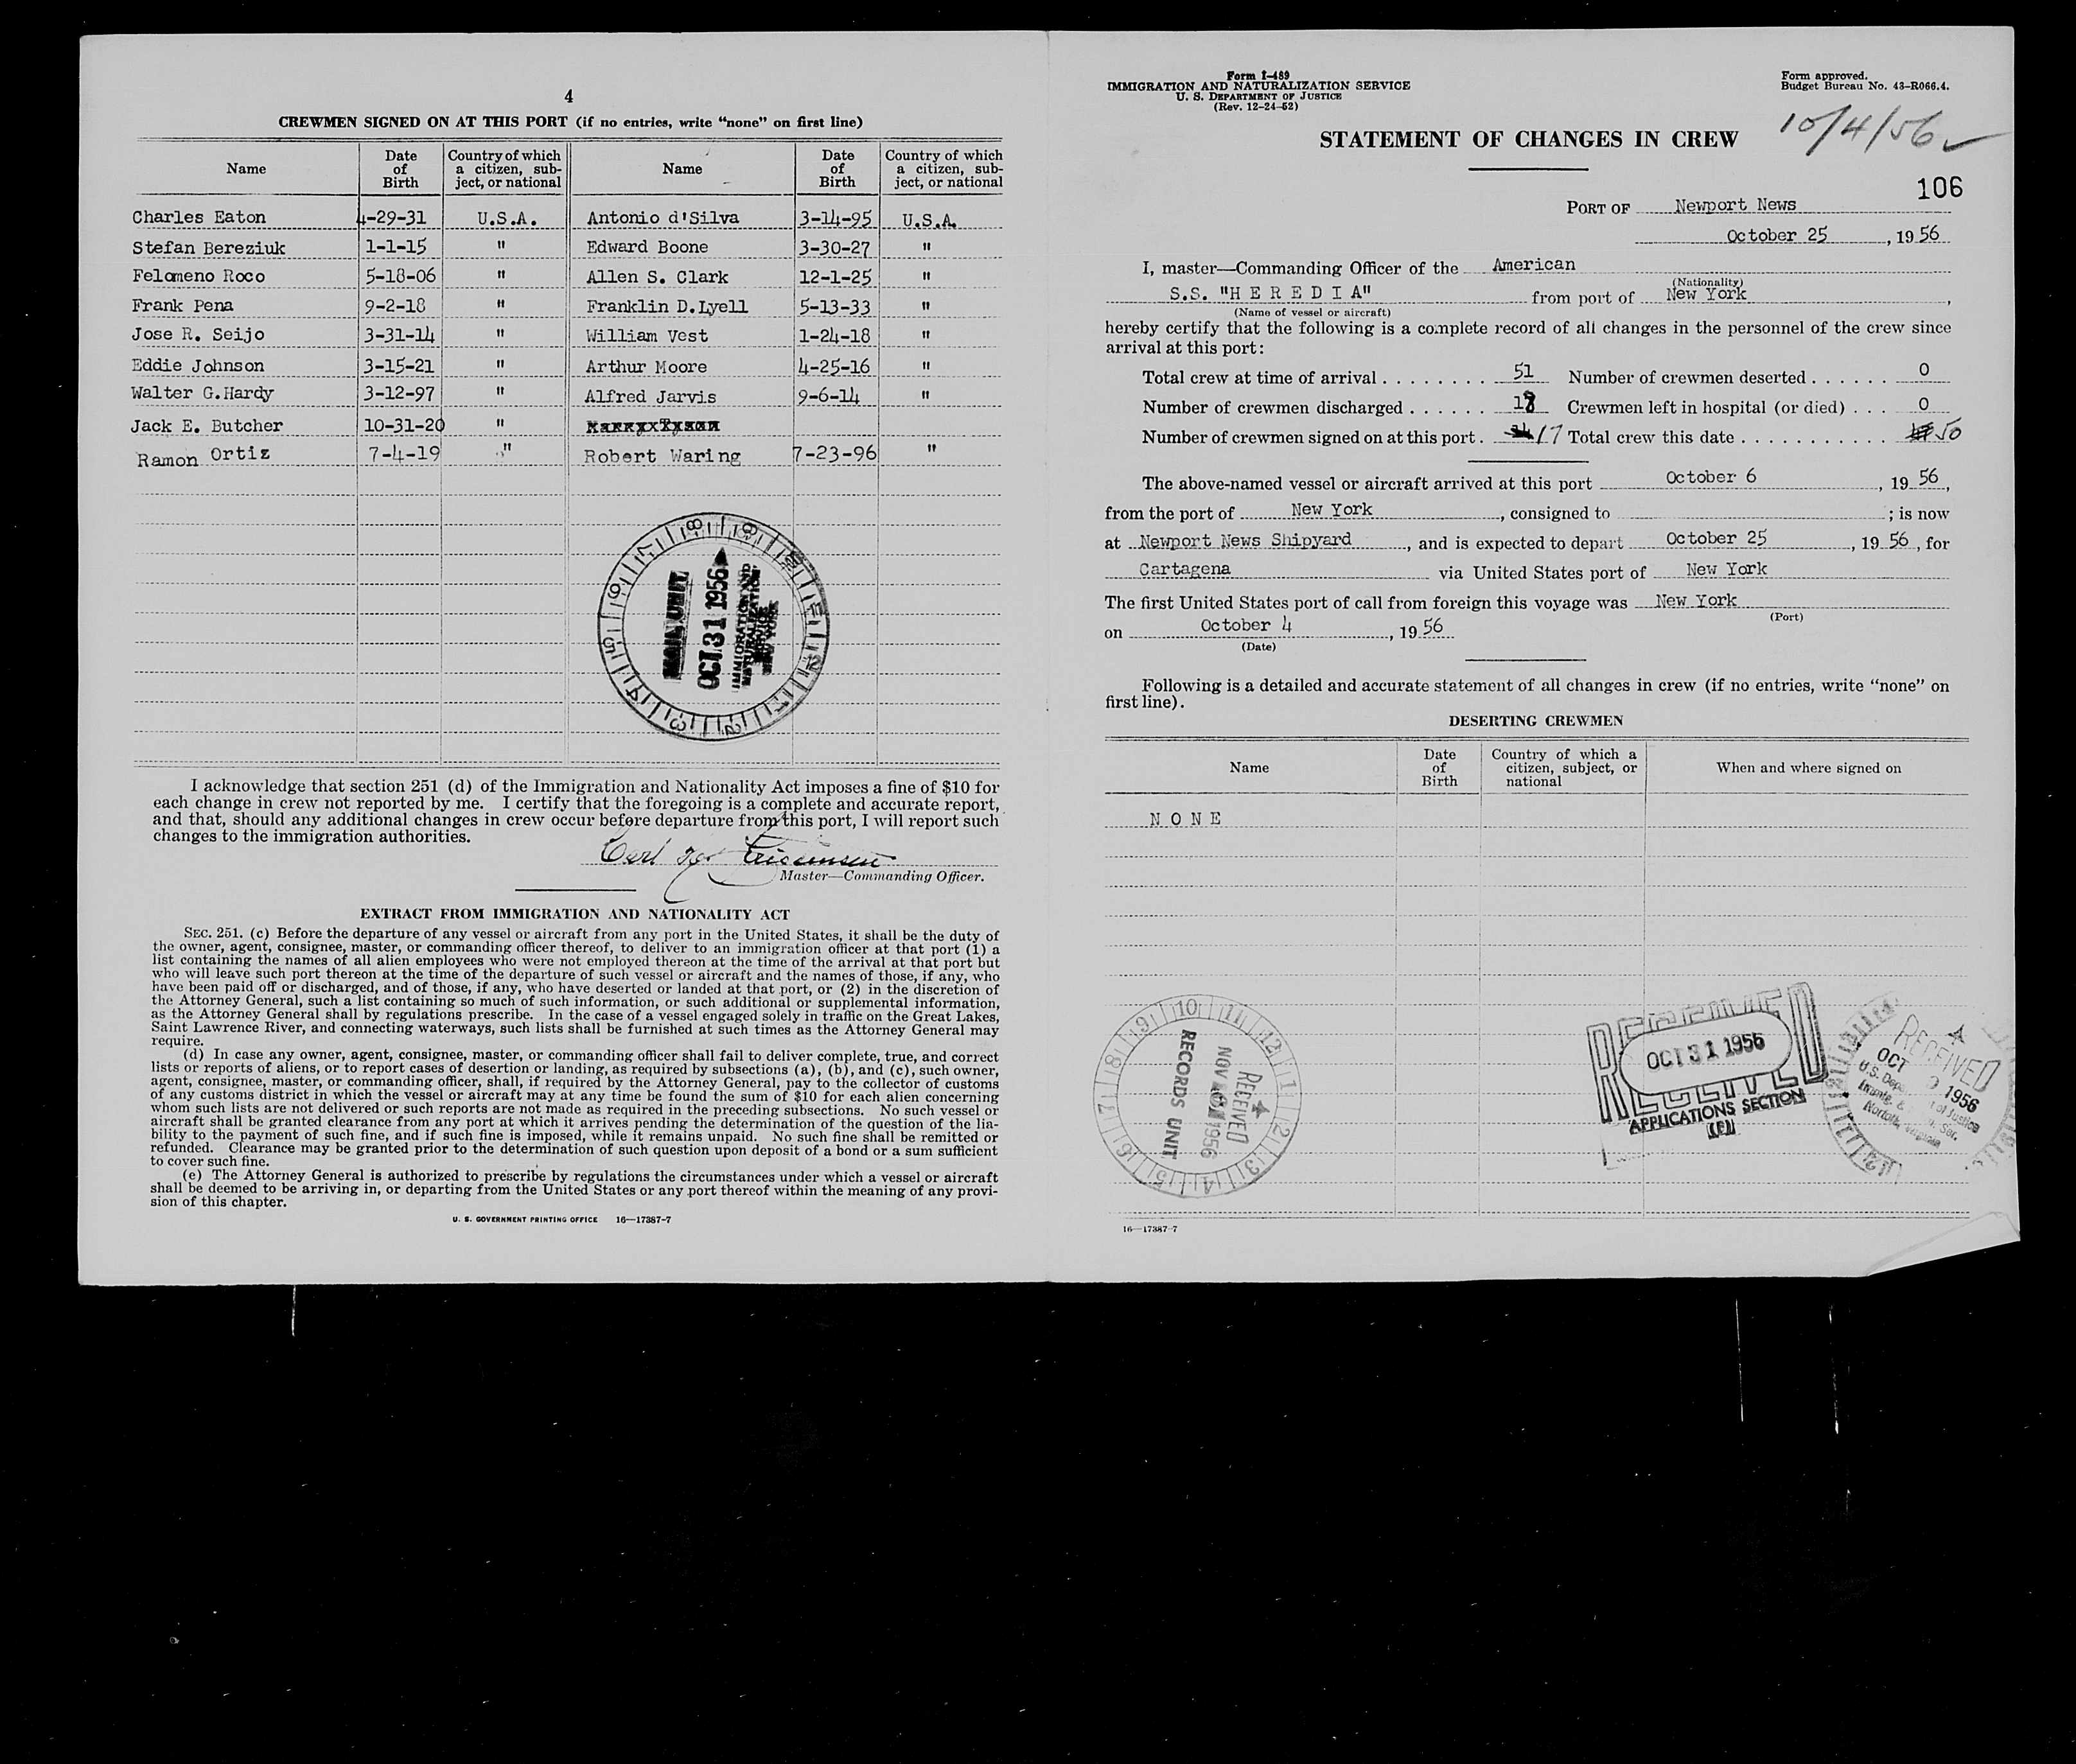 4
CREWMEN SIGNED ON AT THIS PORT (if no entries, write “none” on first line)
Name Date of Birth Country of which a citizen, sub-ject, or national Name Date of Birth Country of which a citizen, sub-ject, or national
Charles Eaton 4-29-31 U.S.A. Antonio d'Silva 3-14-95 U.S.A.
Stefan Bereziuk 1-1-15 " Edward Boone 3-30-27 "
Felomeno Roco 5-18-06 " Allen S. Clark 12-1-25 "
Frank Pena 9-2-18 " Franklin D.Lyell 5-13-33 "
Jose R. Seijo 3-31-14 " William Vest 1-24-18 "
Eddie Johnson 3-15-21 " Arthur Moore 4-25-16 "
Walter G.Hardy 3-12-97 " Alfred Jarvis 9-6-14 "
Jack E. Butcher 10-31-20 "
Ramon Ortiz 7-4-19 " Robert Waring 7-23-96 "
MAIL UNIT
OCT 31 1956
IMMIGRATION AND
NATURALIZATION
SERVICE
NEW YORK
I acknowledge that section 251 (d) of the Immigration and Nationality Act imposes a fine of $10 for
each change in crew not reported by me. I certify that the foregoing is a complete and accurate report,
and that, should any additional changes in crew occur before departure from this port, I will report such
changes to the immigration authorities.
Carl
Master—Commanding Officer.
EXTRACT FROM IMMIGRATION AND NATIONALITY ACT
SEC. 251. (c) Before the departure of any vessel or aircraft from any port in the United States, it shall be the duty of
the owner, agent, consignee, master, or commanding officer thereof, to deliver to an immigration officer at that port (1) a
list containing the names of all alien employees who were not employed thereon at the time of the arrival at that port but
who will leave such port thereon at the time of the departure of such vessel or aircraft and the names of those, if any, who
have been paid off or discharged, and of those, if any, who have deserted or landed at that port, or (2) in the discretion of
the Attorney General, such a list containing so much of such information, or such additional or supplemental information,
as the Attorney General shall by regulations prescribe. In the case of a vessel engaged solely in traffic on the Great Lakes,
Saint Lawrence River, and connecting waterways, such lists shall be furnished at such times as the Attorney General may
require.
(d) In case any owner, agent, consignee, master, or commanding officer shall fail to deliver complete, true, and correct
lists or reports of aliens, or to report cases of desertion or landing, as required by subsections (a), (b), and (c), such owner,
agent, consignee, master, or commanding officer, shall, if required by the Attorney General, pay to the collector of customs
of any customs district in which the vessel or aircraft may at any time be found the sum of $10 for each alien concerning
whom such lists are not delivered or such reports are not made as required in the preceding subsections. No such vessel or
aircraft shall be granted clearance from any port at which it arrives pending the determination of the question of the lia-
bility to the payment of such fine, and if such fine is imposed, while it remains unpaid. No such fine shall be remitted or
refunded. Clearance may be granted prior to the determination of such question upon deposit of a bond or a sum sufficient
to cover such fine.
(e) The Attorney General is authorized to prescribe by regulations the circumstances under which a vessel or aircraft
shall be deemed to be arriving in, or departing from the United States or any port thereof within the meaning of any provi-
sion of this chapter.
U. S. GOVERNMENT PRINTING OFFICE 16—17387-7
Form I-489
IMMIGRATION AND NATURALIZATION SERVICE
U. S. DEPARTMENT OF JUSTICE
(Rev. 12-24-52)
Form approved.
Budget Bureau No. 43-R066.4.
STATEMENT OF CHANGES IN CREW
10/4/56
106
PORT OF Newport News
October 25, 1956
I, master—Commanding Officer of the American
(Nationality)
S.S. "H E R E D I A" from port of New York,
(Name of vessel or aircraft)
hereby certify that the following is a complete record of all changes in the personnel of the crew since
arrival at this port:
Total crew at time of arrival . . . . . . . . 51 Number of crewmen deserted . . . . . . 0
Number of crewmen discharged . . . . . . 18 Crewmen left in hospital (or died) . . . 0
Number of crewmen signed on at this port . 17 Total crew this date . . . . . . . . . . . . 50
The above-named vessel or aircraft arrived at this port October 6, 1956,
from the port of New York, consigned to ; is now
at Newport News Shipyard, and is expected to depart October 25, 1956, for
Cartagena via United States port of New York
The first United States port of call from foreign this voyage was New York
(Port)
on October 4, 1956
(Date)
Following is a detailed and accurate statement of all changes in crew (if no entries, write “none” on
first line).
DESERTING CREWMEN
Name Date of Birth Country of which a citizen, subject, or national When and where signed on
N O N E
RECEIVED
NOV 1956
RECORDS UNIT
RECEIVED
OCT 31 1956
APPLICATIONS SECTION
RECEIVED
OCT 1956
U.S. Dept. of Justice
Immig. & Ser.
Norfolk, Virginia
16—17387-7